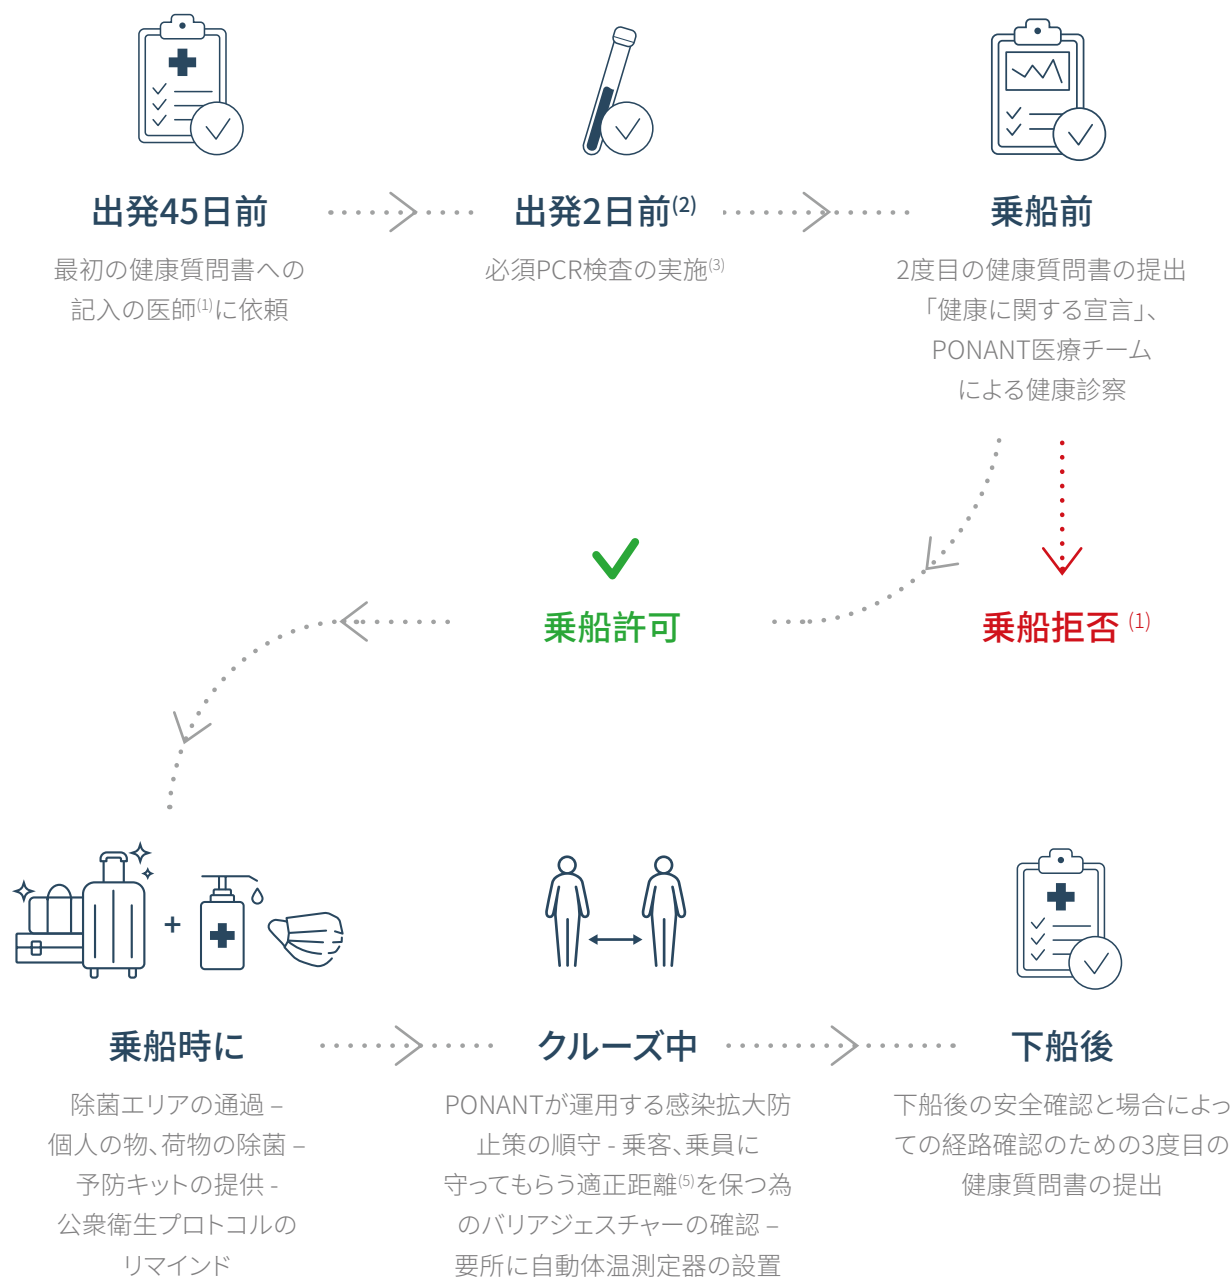 出発45日前
最初の健康質問書への
記入の医師(1)に依頼
出発2日前(2)
必須PCR検査の実施(3)
乗船前
2度目の健康質問書の提出
「健康に関する宣言」、
PONANT医療チーム
による健康診察
乗船許可
乗船拒否 (1)
+
乗船時に
除菌エリアの通過 –
個人の物、荷物の除菌 –
予防キットの提供 -
公衆衛生プロトコルの
リマインド
クルーズ中
PONANTが運用する感染拡大防
止策の順守 - 乗客、乗員に
守ってもらう適正距離(5)を保つ為
のバリアジェスチャーの確認 –
要所に自動体温測定器の設置
下船後
下船後の安全確認と場合によっ
ての経路確認のための3度目の
健康質問書の提出